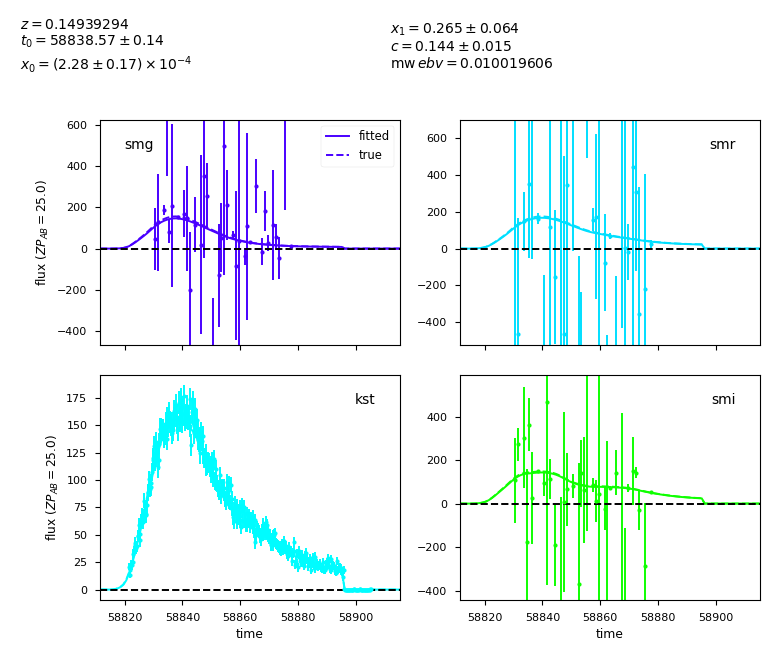 z = 0.14939294
t₀ = 58838.57 ± 0.14
x₀ = (2.28 ± 0.17) × 10⁻⁴
x₁ = 0.265 ± 0.064
c = 0.144 ± 0.015
mw ebv = 0.010019606
600
400
200
0
−200
−400
flux (ZP_AB = 25.0)
smg
fitted
true
600
400
200
0
−200
−400
smr
175
150
125
100
75
50
25
0
flux (ZP_AB = 25.0)
kst
58820 58840 58860 58880 58900
time
400
200
0
−200
−400
smi
58820 58840 58860 58880 58900
time